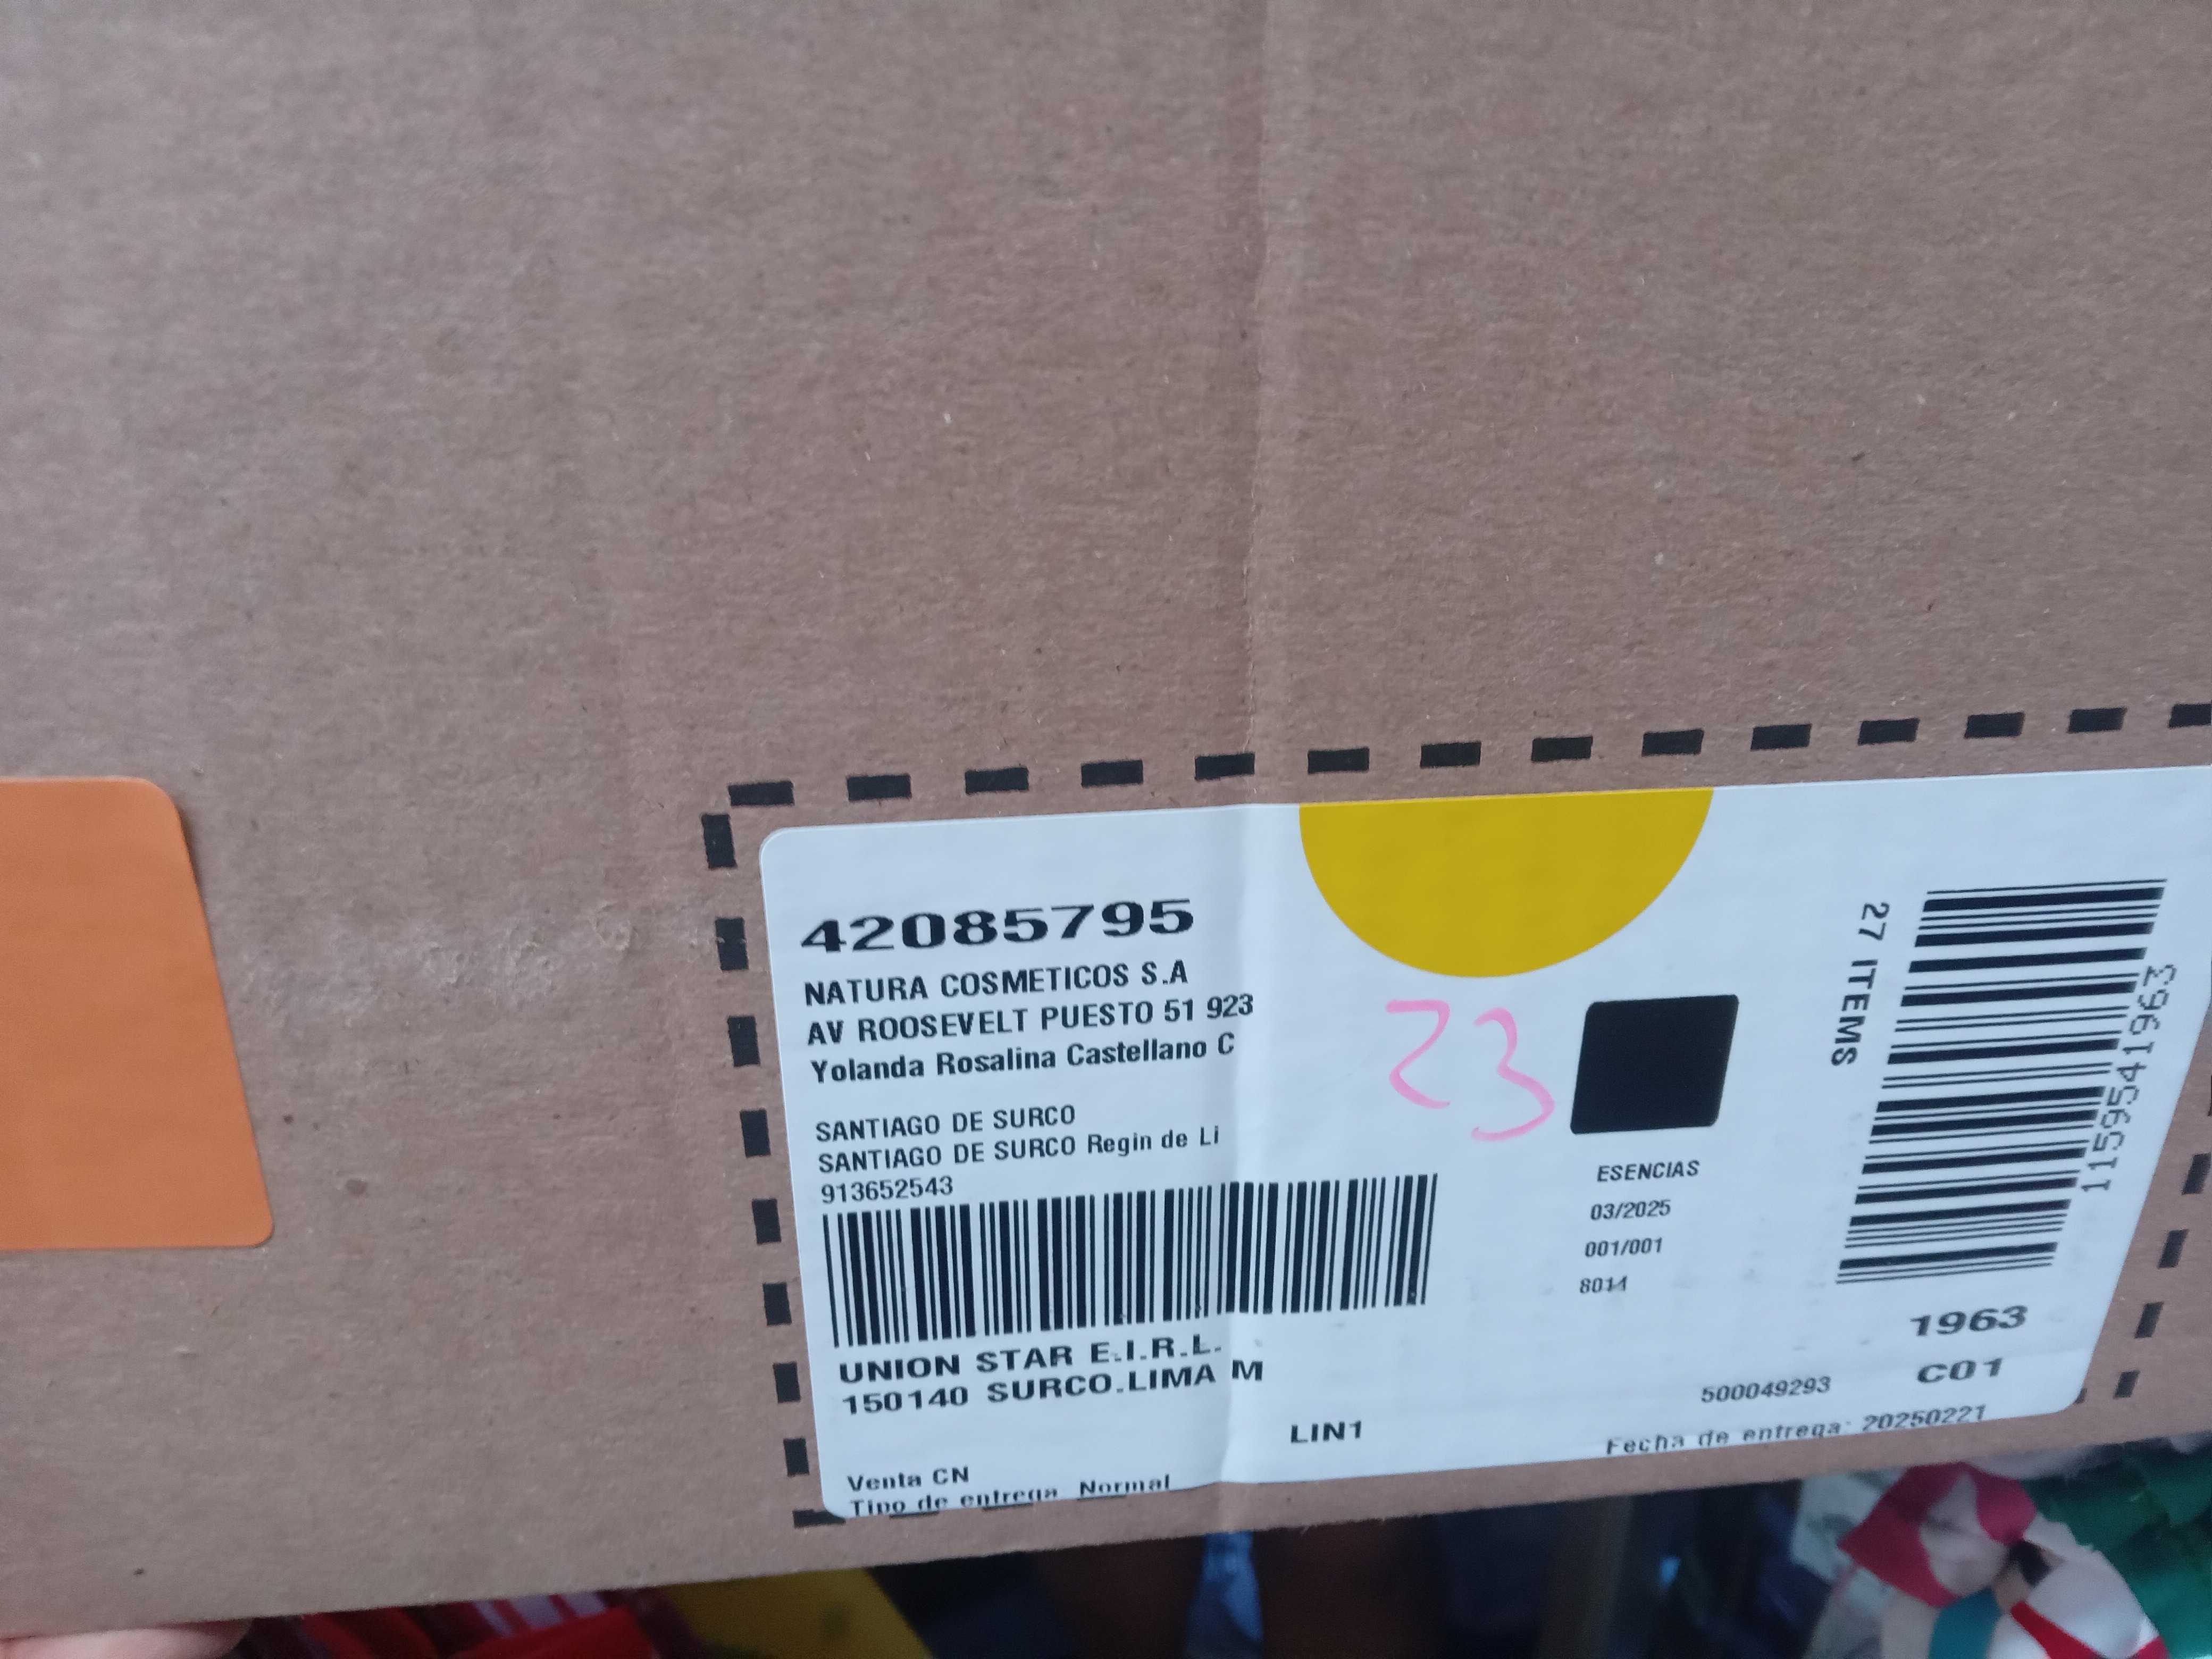 42085795
NATURA COSMETICOS S.A
AV ROOSEVELT PUESTO 51 923
Yolanda Rosalina Castellano C
SANTIAGO DE SURCO
SANTIAGO DE SURCO Regin de Li
913652543
UNION STAR E.I.R.L.
150140 SURCO.LIMA M
LIN1
Venta CN
Tipo de entrega Normal
23
ESENCIAS
03/2025
001/001
8014
27 ITEMS
1159541963
1963
C01
500049293
Fecha de entrega: 20250221